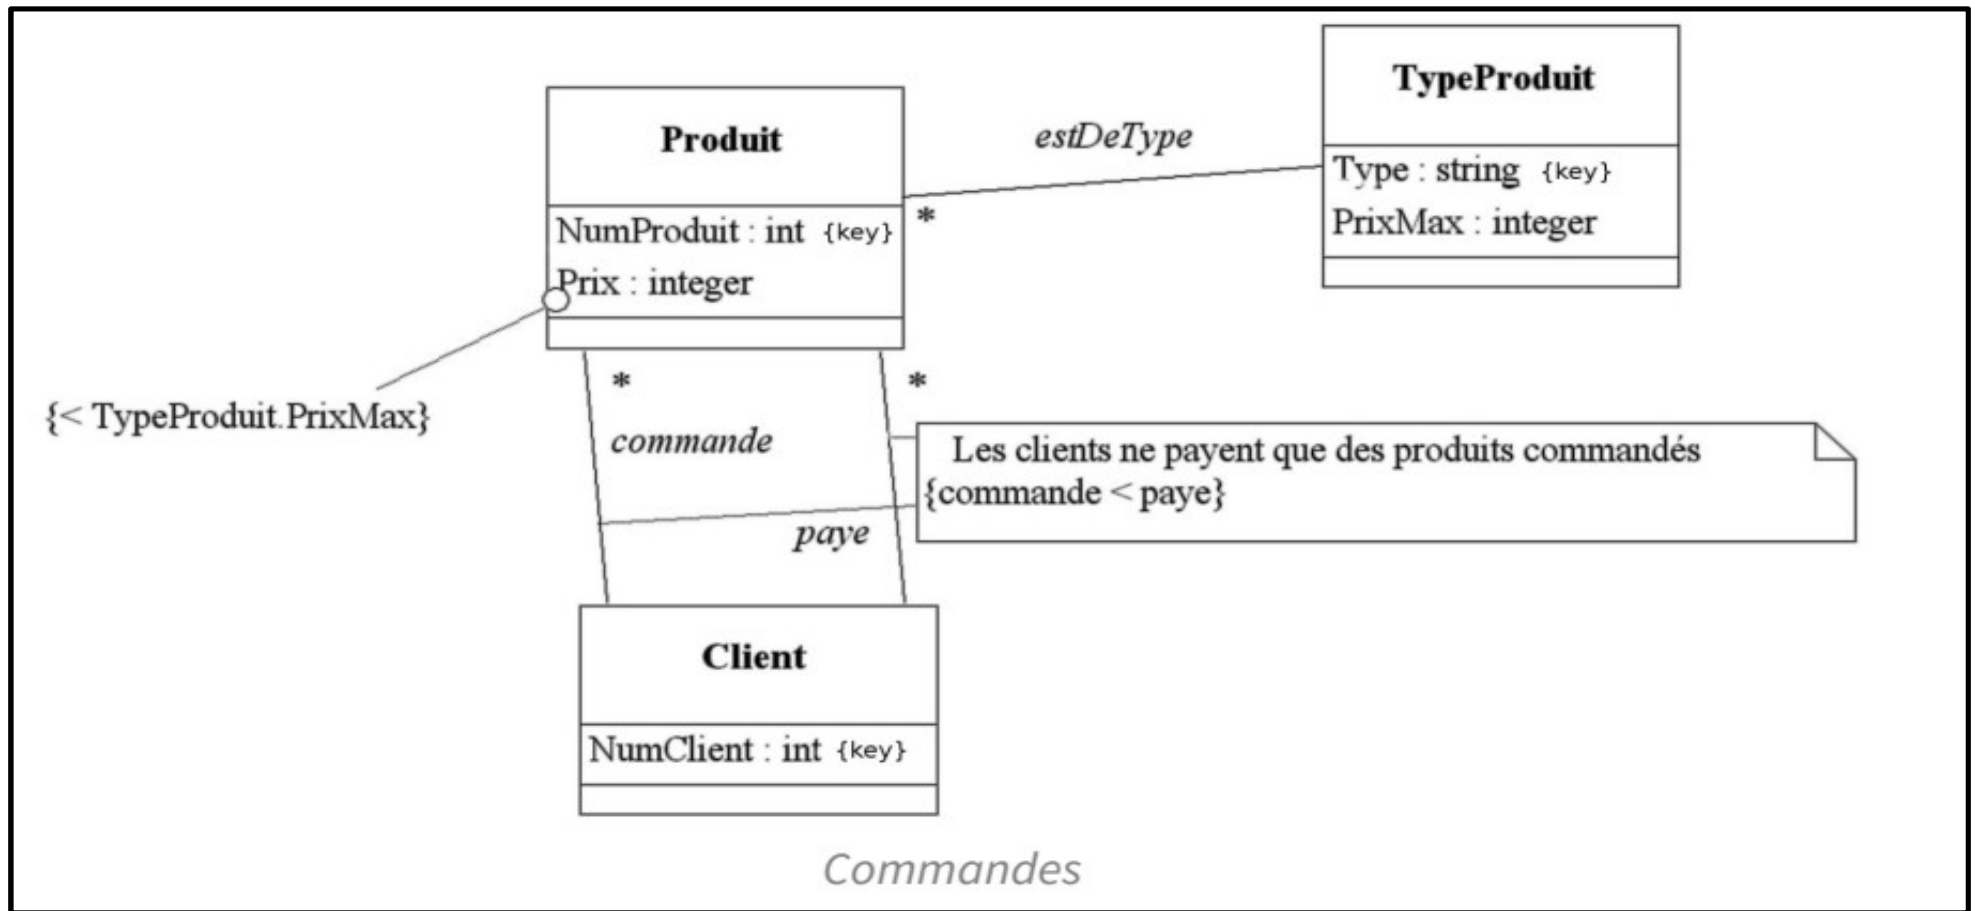 TypeProduit
Type : string {key}
PrixMax : integer
estDeType
*
Produit
NumProduit : int {key}
Prix : integer
{< TypeProduit.PrixMax}
*
*
commande
Les clients ne payent que des produits commandés
{commande < paye}
paye
Client
NumClient : int {key}
Commandes